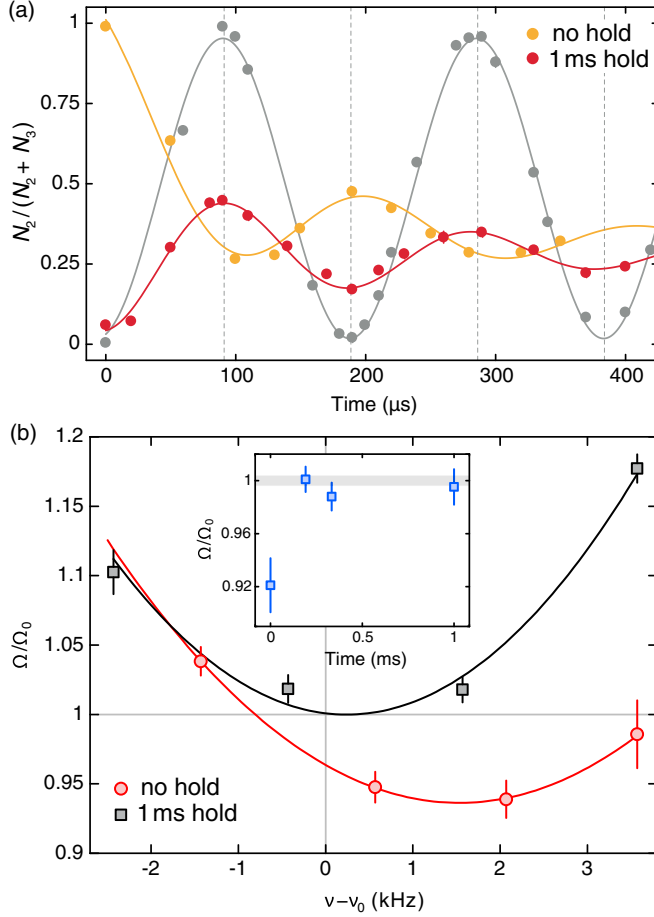 (a)
no hold
1 ms hold
N₂ / (N₂ + N₃)
1
0.75
0.5
0.25
0
0 100 200 300 400
Time (μs)
(b)
1.2
1.15
1.1
1.05
1
0.95
0.9
Ω/Ω₀
Ω/Ω₀
1
0.96
0.92
0 0.5 1
Time (ms)
no hold
1 ms hold
-2 -1 0 1 2 3
ν−ν₀ (kHz)